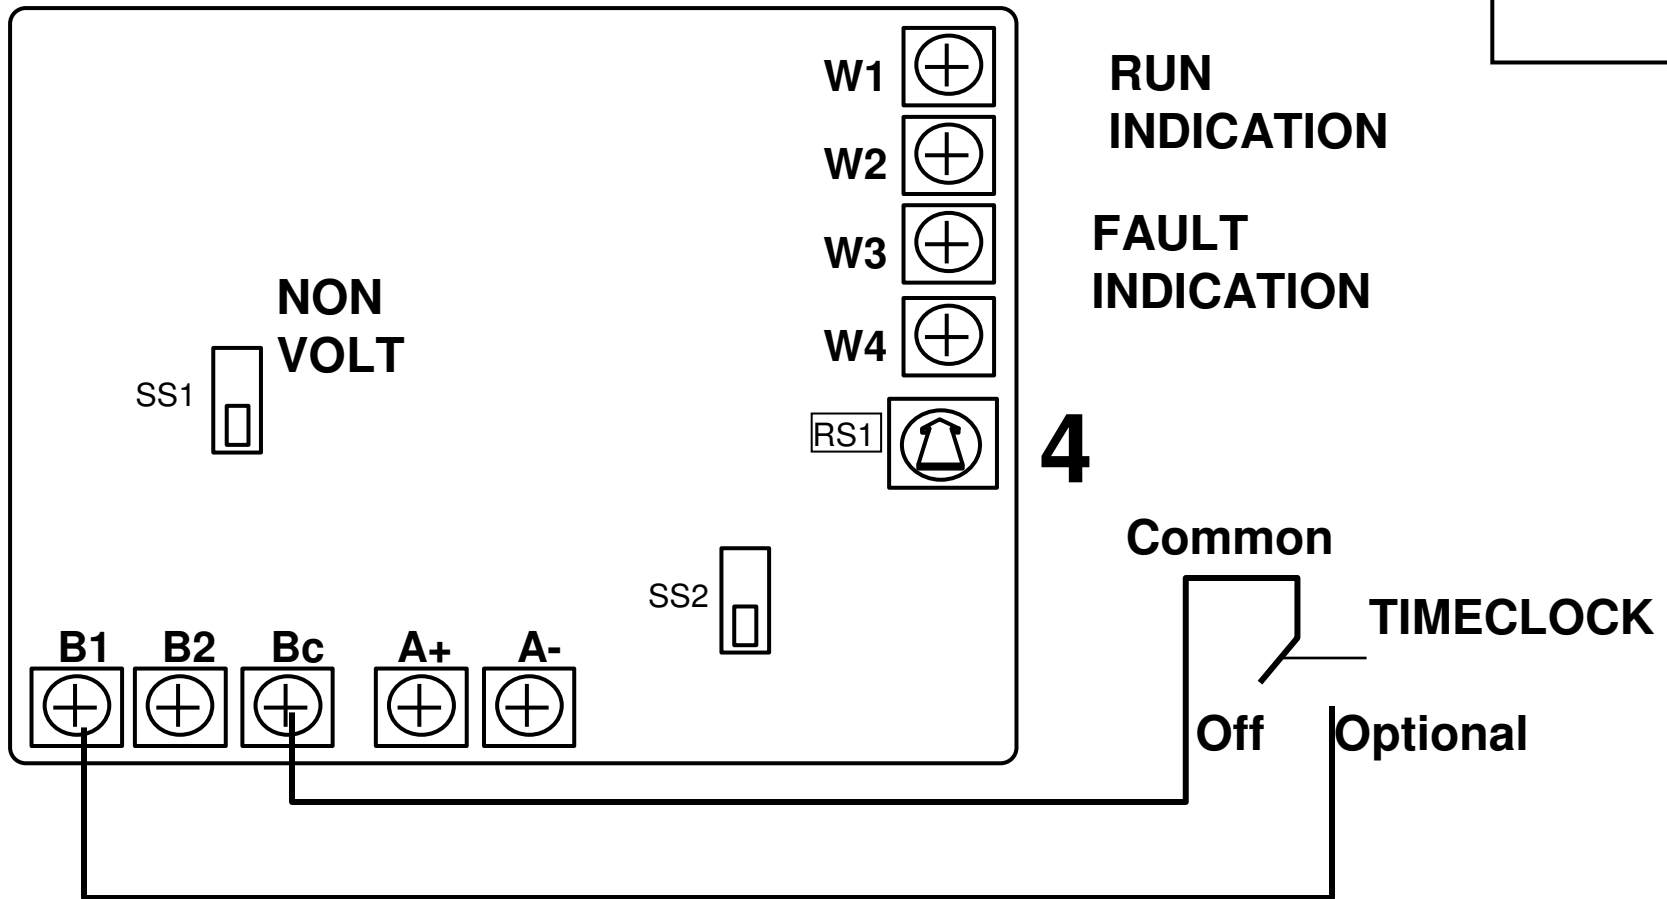 W1
RUN
INDICATION
W2
W3
FAULT
INDICATION
W4
NON
VOLT
SS1
RS1
4
Common
TIMECLOCK
SS2
B1 B2 Bc A+ A-
Off Optional